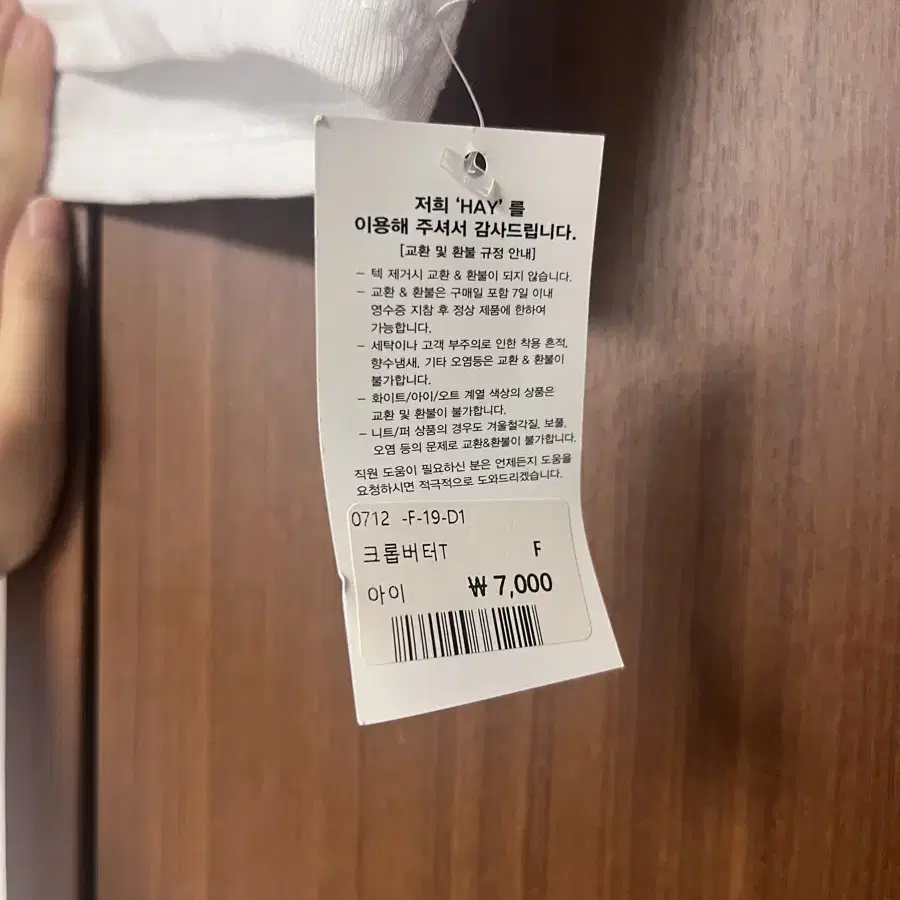 저희 'HAY' 를
이용해 주셔서 감사드립니다.
[교환 및 환불 규정 안내]
- 텍 제거시 교환 & 환불이 되지 않습니다.
- 교환 & 환불은 구매일 포함 7일 이내
영수증 지참 후 정상 제품에 한하여
가능합니다.
- 세탁이나 고객 부주의로 인한 착용 흔적,
향수냄새, 기타 오염등은 교환 & 환불이
불가합니다.
- 화이트/아이/오트 계열 색상의 상품은
교환 및 환불이 불가합니다.
- 니트/퍼 상품의 경우도 겨울철각질, 보풀,
오염 등의 문제로 교환&환불이 불가합니다.
직원 도움이 필요하신 분은 언제든지 도움을
요청하시면 적극적으로 도와드리겠습니다.
0712 -F-19-D1
크롭버터T F
아이 ₩ 7,000